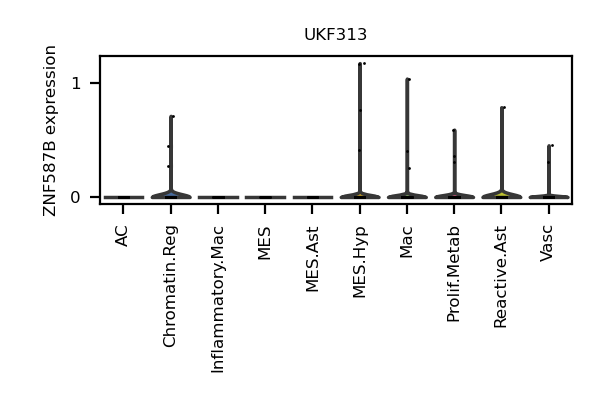 UKF313
ZNF587B expression
1
0
AC
Chromatin.Reg
Inflammatory.Mac
MES
MES.Ast
MES.Hyp
Mac
Prolif.Metab
Reactive.Ast
Vasc